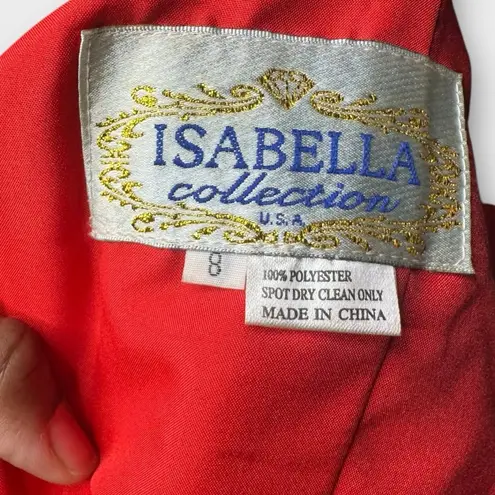 ISABELLA
collection
U.S.A.
8
100% POLYESTER
SPOT DRY CLEAN ONLY
MADE IN CHINA